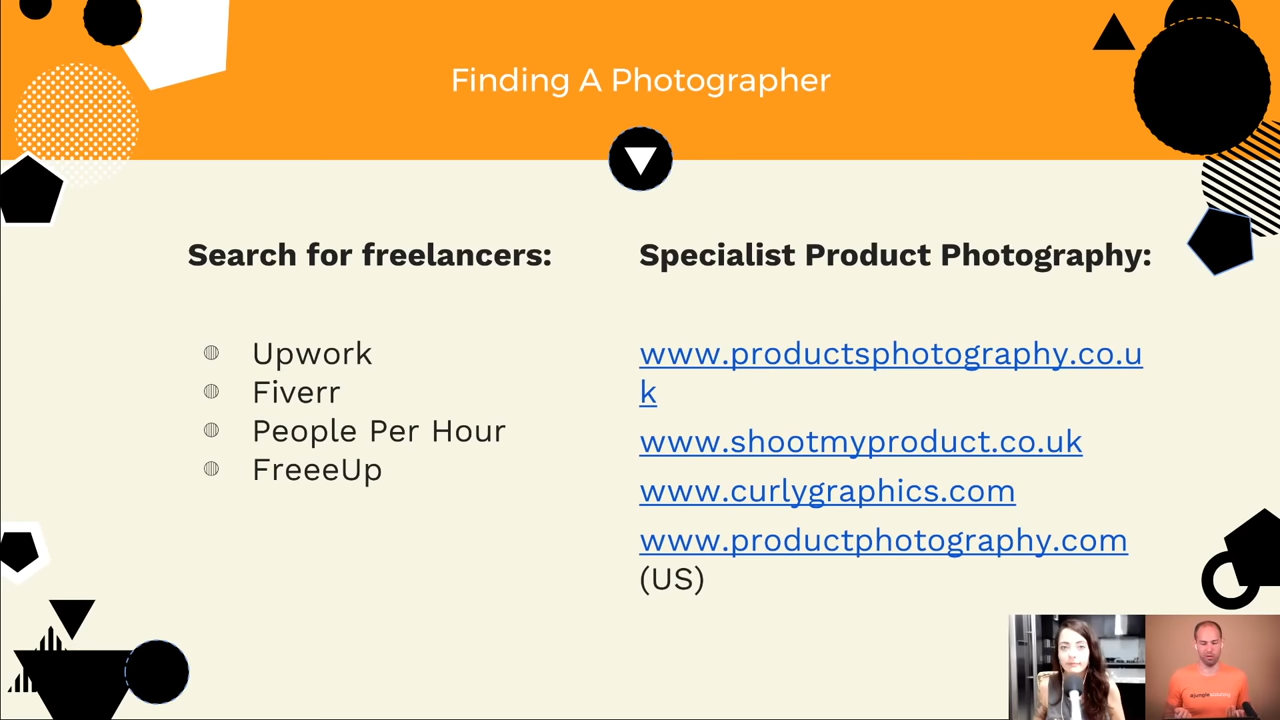 Finding A Photographer
Search for freelancers:
Upwork
Fiverr
People Per Hour
FreeeUp
Specialist Product Photography:
www.productsphotography.co.u
k
www.shootmyproduct.co.uk
www.curlygraphics.com
www.productphotography.com
(US)